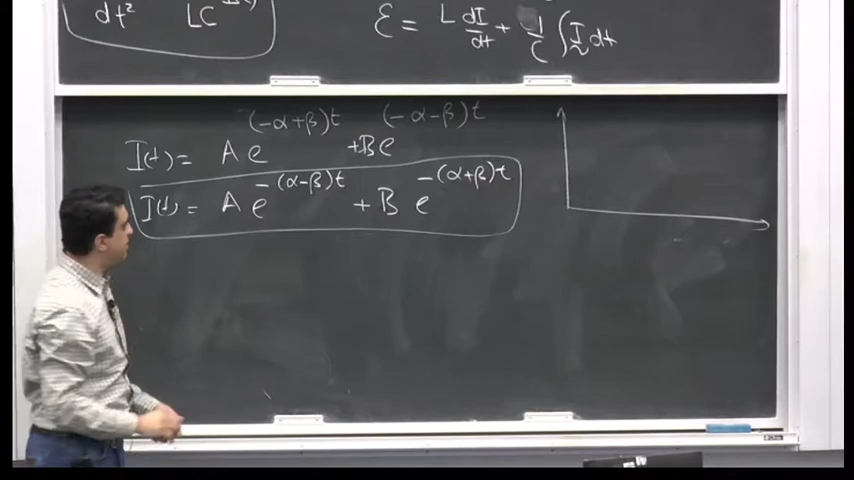 dt² LC
ℰ = L dI/dt + 1/C ∫ I dt
I(t) = A e^(-α+β)t + B e^(-α-β)t
I(t) = A e^-(α-β)t + B e^-(α+β)t